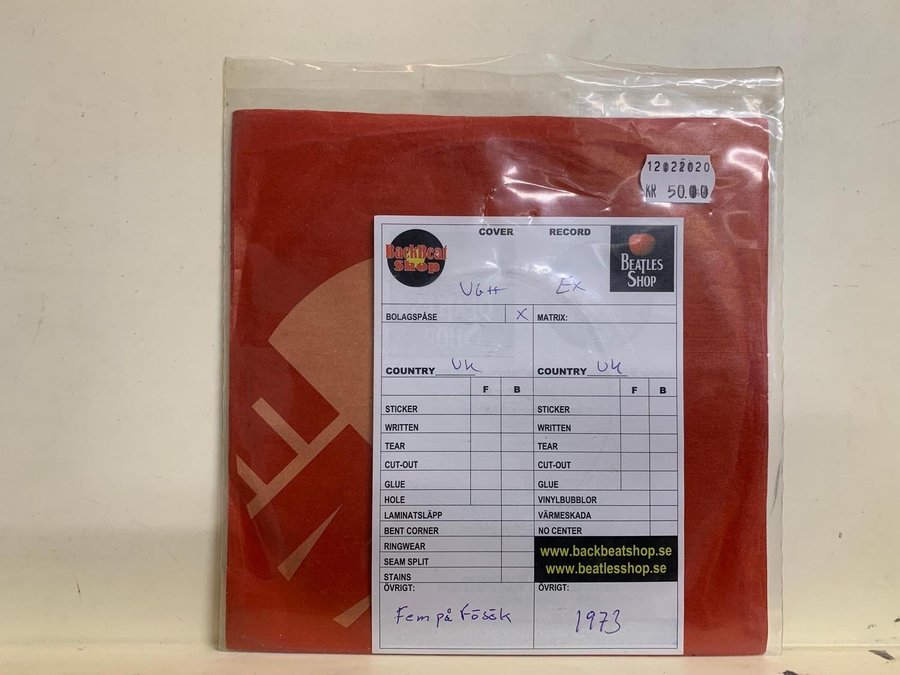 12022020
KR 50.00
BackBeat Shop
COVER
RECORD
BEATLES SHOP
VG++
Ex
BOLAGSPÅSE X
MATRIX:
COUNTRY UK
COUNTRY UK
F B
F B
STICKER
STICKER
WRITTEN
WRITTEN
TEAR
TEAR
CUT-OUT
CUT-OUT
GLUE
GLUE
HOLE
VINYLBUBBLOR
LAMINATSLÄPP
VÄRMESKADA
BENT CORNER
NO CENTER
RINGWEAR
SEAM SPLIT
STAINS
www.backbeatshop.se
www.beatlesshop.se
ÖVRIGT:
ÖVRIGT:
Fem på försök
1973